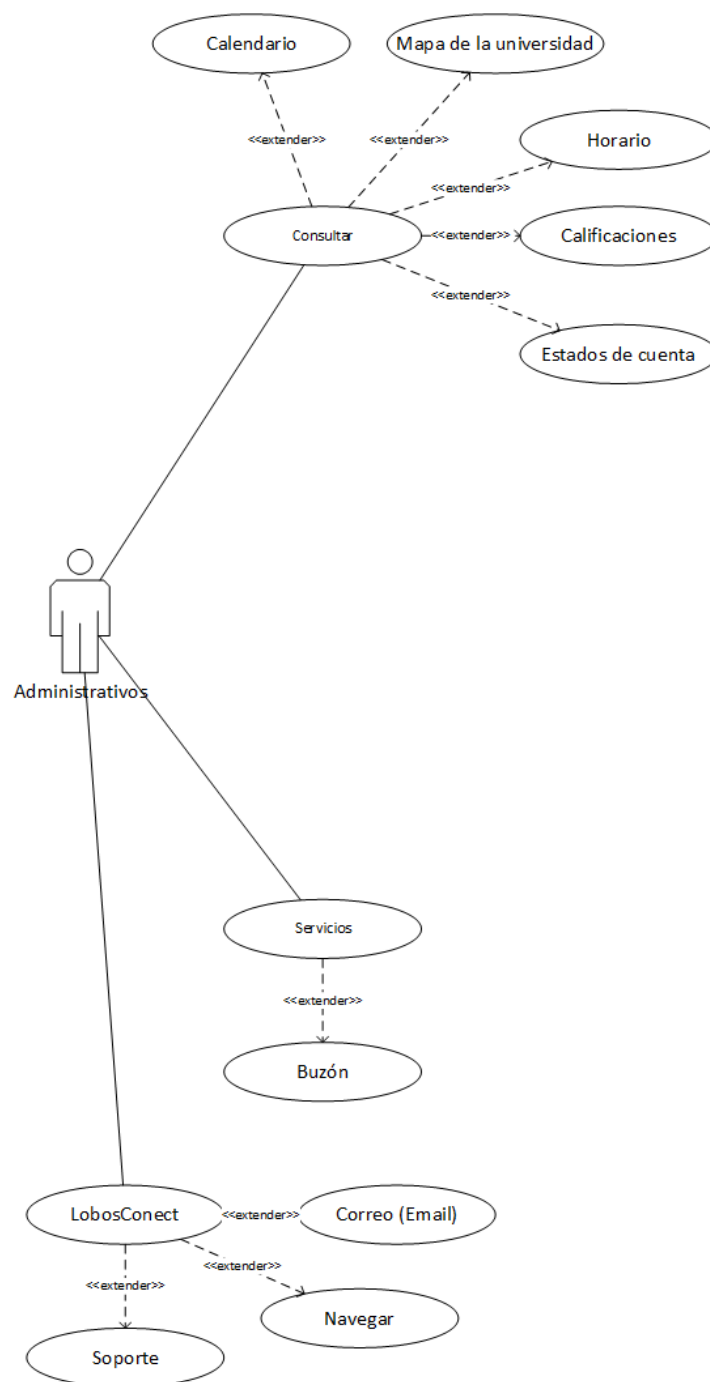 Calendario
Mapa de la universidad
<<extender>>
<<extender>>
Horario
<<extender>>
Consultar
<<extender>>
Calificaciones
<<extender>>
Estados de cuenta
Administrativos
Servicios
<<extender>>
Buzón
LobosConect
<<extender>>
Correo (Email)
<<extender>>
<<extender>>
Navegar
Soporte